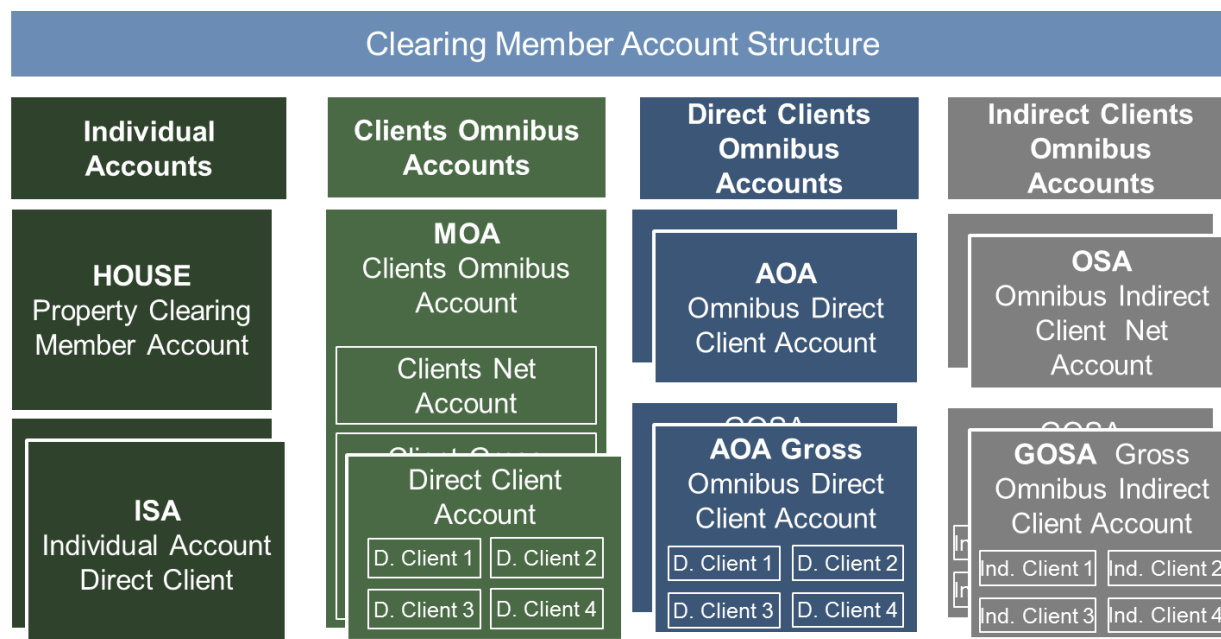 Clearing Member Account Structure
Individual
Accounts
Clients Omnibus
Accounts
Direct Clients
Omnibus
Accounts
Indirect Clients
Omnibus
Accounts
HOUSE
Property Clearing
Member Account
ISA
Individual Account
Direct Client
MOA
Clients Omnibus
Account
Clients Net
Account
Direct Client
Account
D. Client 1
D. Client 2
D. Client 3
D. Client 4
AOA
Omnibus Direct
Client Account
AOA Gross
Omnibus Direct
Client Account
D. Client 1
D. Client 2
D. Client 3
D. Client 4
OSA
Omnibus Indirect
Client Net
Account
GOSA Gross
Omnibus Indirect
Client Account
Ind. Client 1
Ind. Client 2
Ind. Client 3
Ind. Client 4